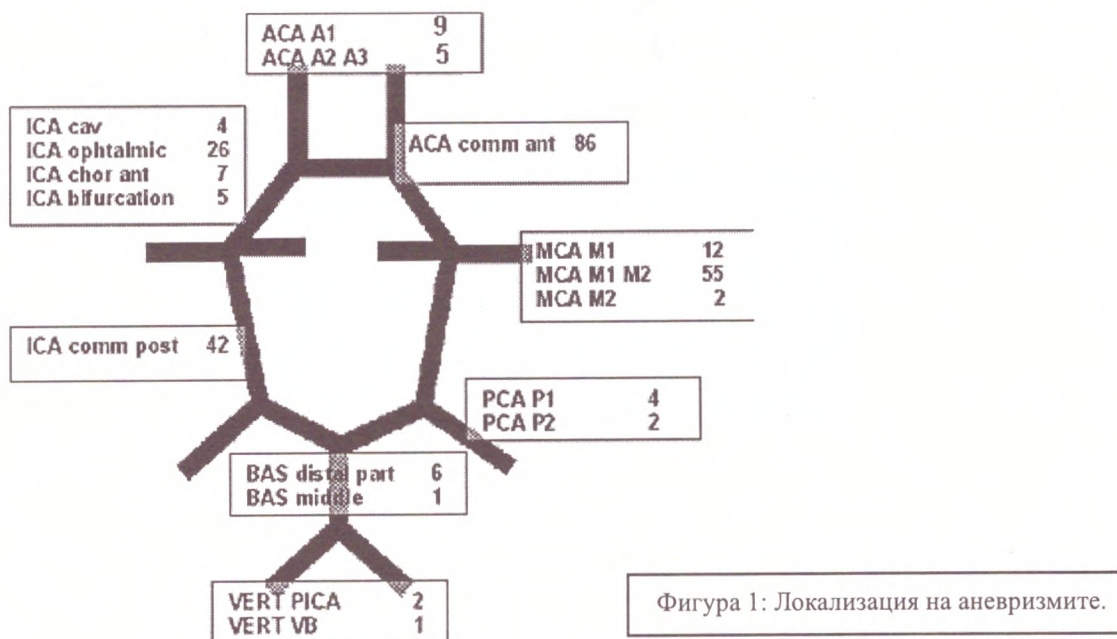 ACA A1 9
ACA A2 A3 5
ICA cav 4
ICA ophtalmic 26
ICA chor ant 7
ICA bifurcation 5
ACA comm ant 86
MCA M1 12
MCA M1 M2 55
MCA M2 2
ICA comm post 42
PCA P1 4
PCA P2 2
BAS distal part 6
BAS middle 1
VERT PICA 2
VERT VB 1
Фигура 1: Локализация на аневризмите.